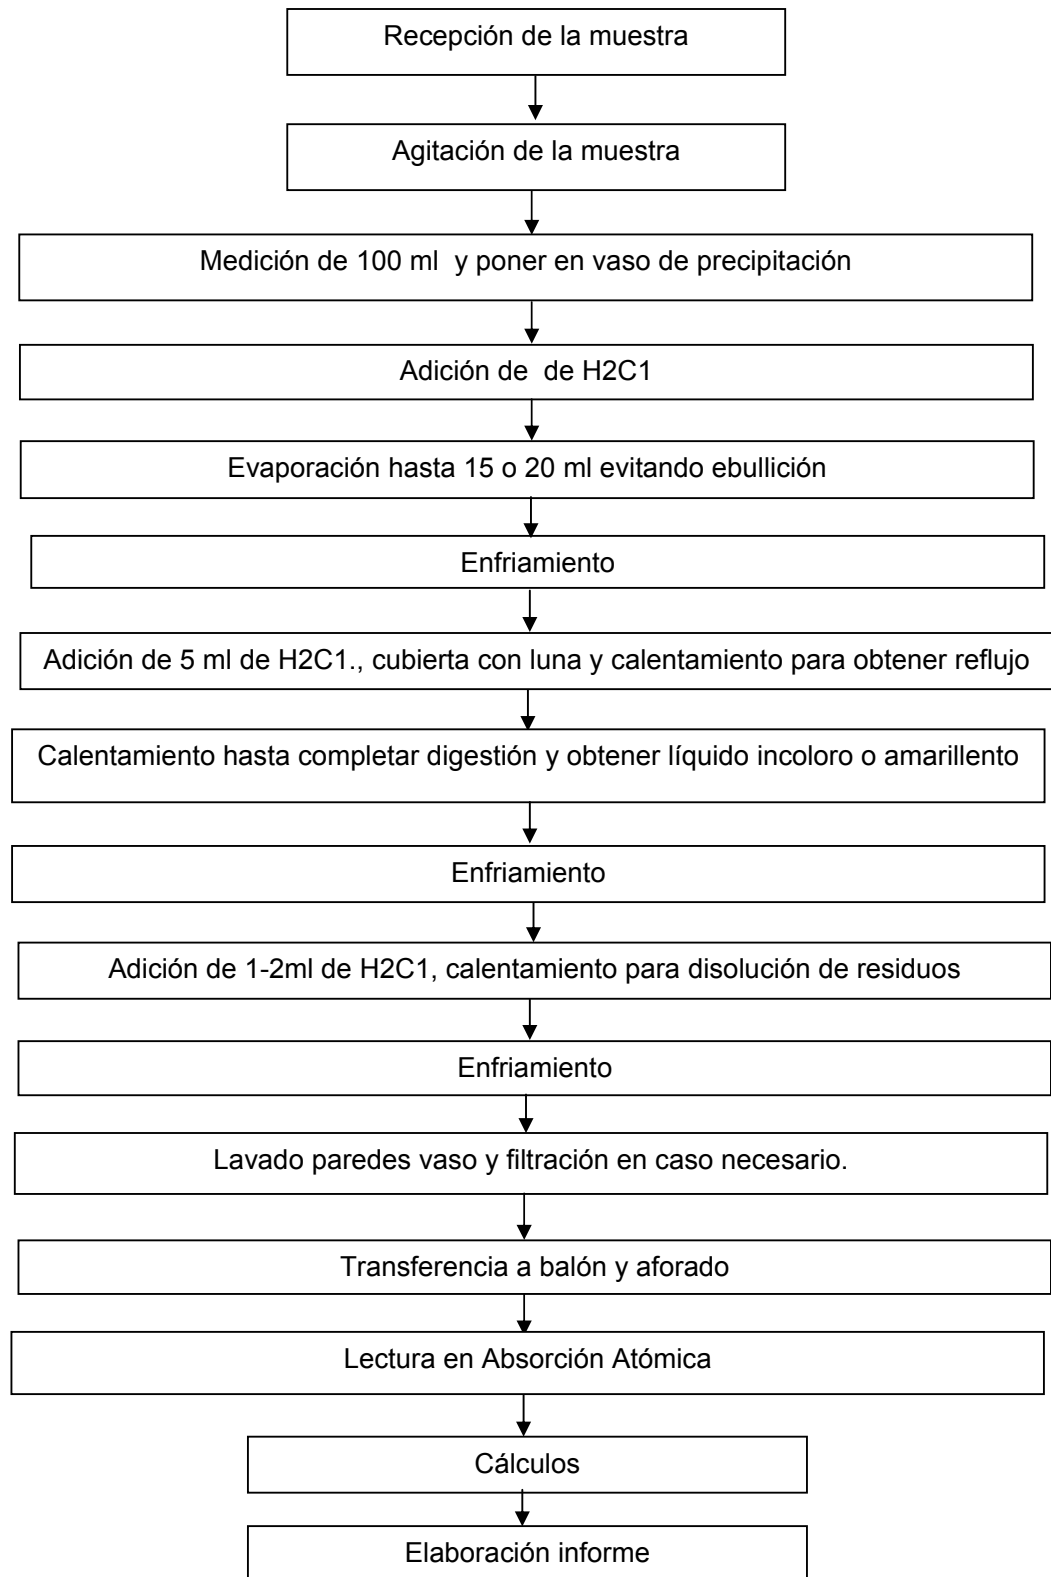 Recepción de la muestra
Agitación de la muestra
Medición de 100 ml  y poner en vaso de precipitación
Adición de  de H2C1
Evaporación hasta 15 o 20 ml evitando ebullición
Enfriamiento
Adición de 5 ml de H2C1., cubierta con luna y calentamiento para obtener reflujo
Calentamiento hasta completar digestión y obtener líquido incoloro o amarillento
Enfriamiento
Adición de 1-2ml de H2C1, calentamiento para disolución de residuos
Enfriamiento
Lavado paredes vaso y filtración en caso necesario.
Transferencia a balón y aforado
Lectura en Absorción Atómica
Cálculos
Elaboración informe